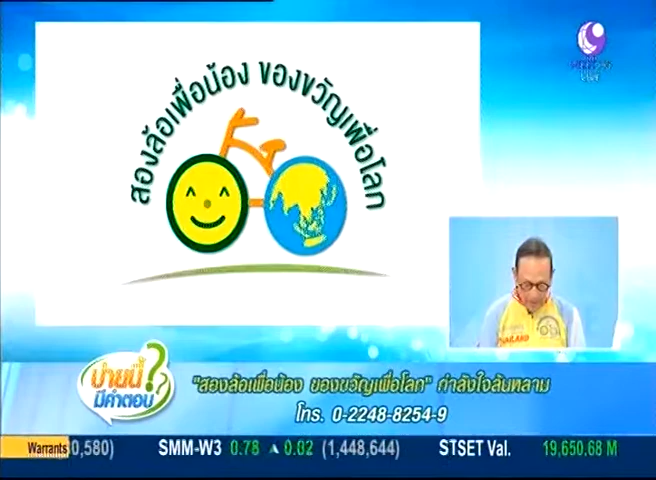 สองล้อเพื่อน้อง ของขวัญเพื่อโลก
LIVE
THAILAND
บ่ายนี้
มีคำตอบ
"สองล้อเพื่อน้อง ของขวัญเพื่อโลก" กำลังใจล้นหลาม
โทร. 0-2248-8254-9
Warrants 0,580) SMM-W3 0.78 ▲ 0.02 (1,448,644) STSET Val. 19,650.68 M